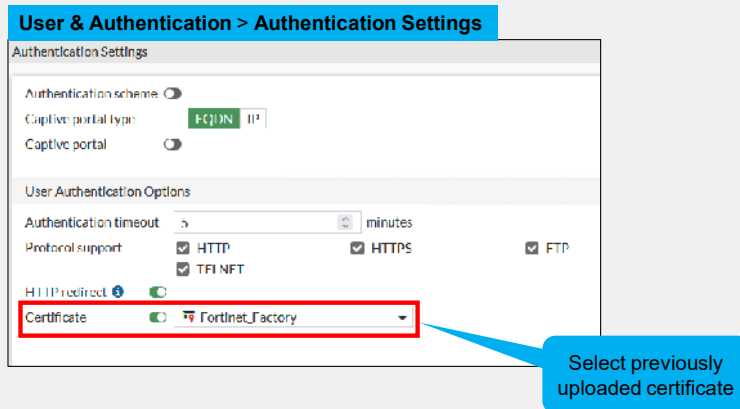 User & Authentication > Authentication Settings
Authentication Settings
Authentication scheme
Captive portal type FQDN IP
Captive portal
User Authentication Options
Authentication timeout 5 minutes
Protocol support HTTP HTTPS FTP
TELNET
HTTP redirect
Certificate Fortinet_Factory
Select previously
uploaded certificate